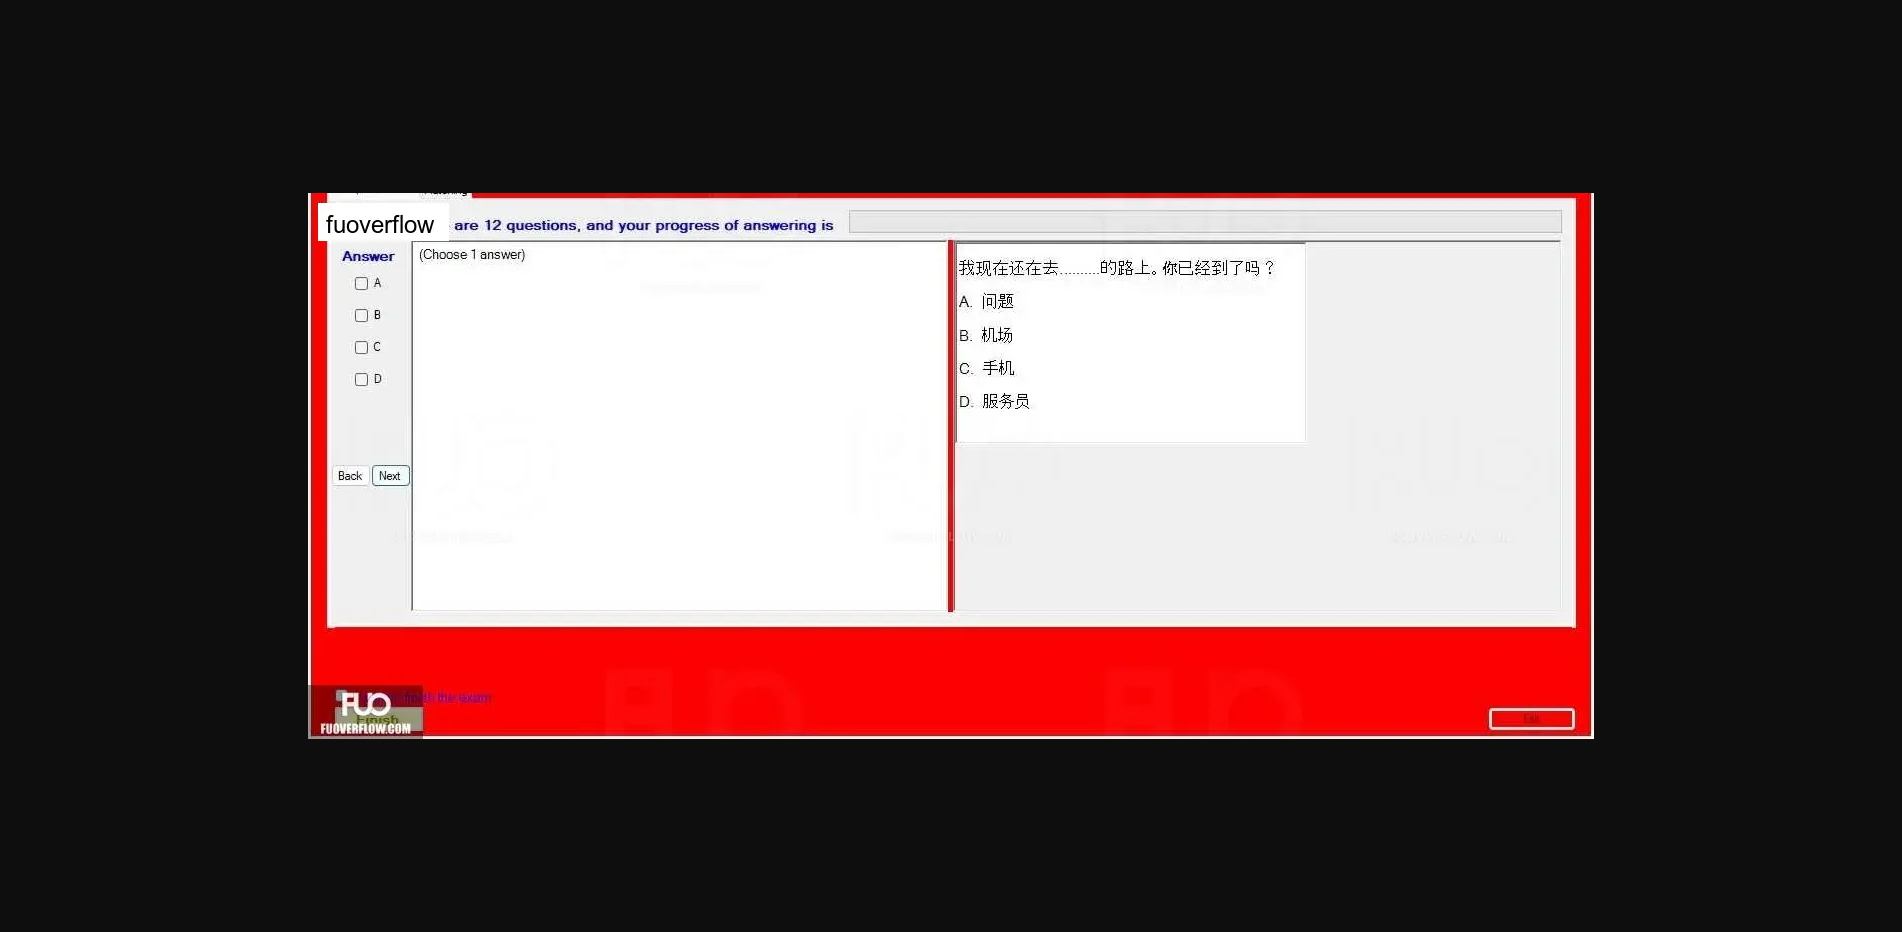 fuoverflow
are 12 questions, and your progress of answering is
Answer
(Choose 1 answer)
A
B
C
D
Back
Next
我现在还在去.........的路上。你已经到了吗？
A. 问题
B. 机场
C. 手机
D. 服务员
finish the exam
Finish
FUO
FUOVERFLOW.COM